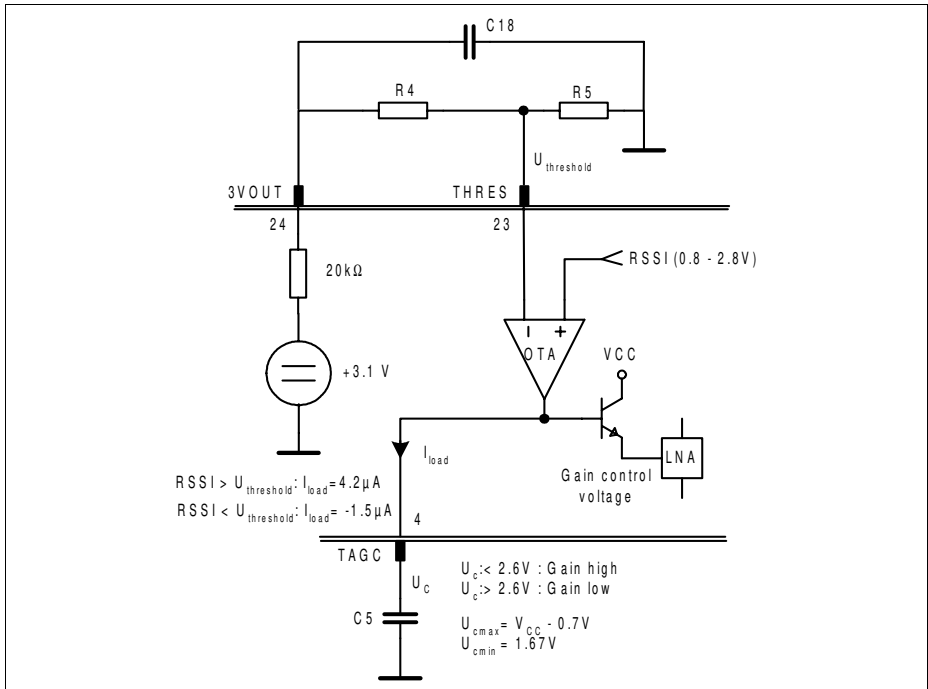 C18
R4
R5
U threshold
3VOUT
THRES
24
23
20kΩ
RSSI (0.8 - 2.8V)
− +
OTA
VCC
+3.1 V
I load
LNA
Gain control
voltage
RSSI > U threshold: I load=4.2µA
RSSI < U threshold: I load= -1.5µA
4
TAGC
U C
U c:< 2.6V : Gain high
U c:> 2.6V : Gain low
C5
U cmax= V CC - 0.7V
U cmin= 1.67V